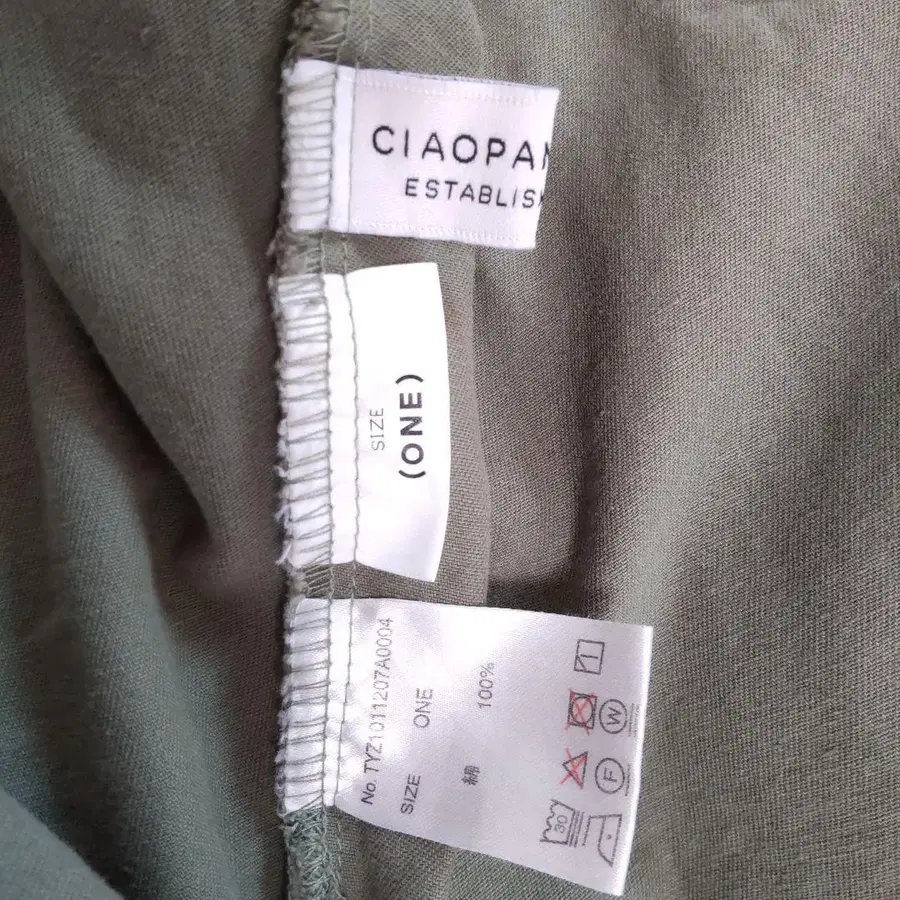 CIAOPAN
ESTABLIS
SIZE
(ONE)
No. TYZ1011207A0004
SIZE ONE
綿 100%
30
F
W